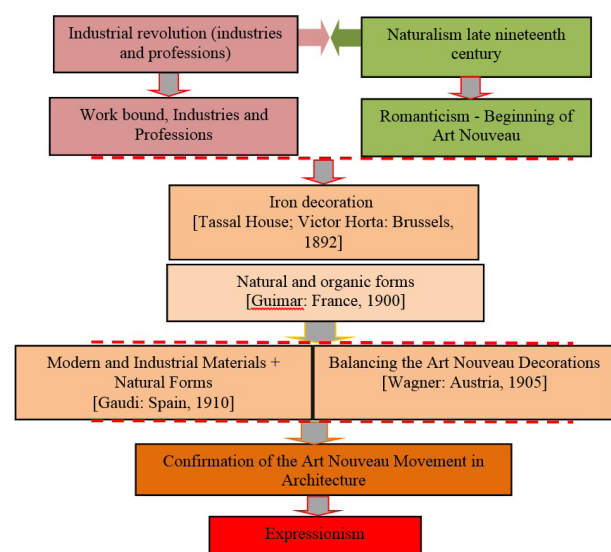 Industrial revolution (industries
and professions)
Naturalism late nineteenth
century
Work bound, Industries and
Professions
Romanticism - Beginning of
Art Nouveau
Iron decoration
[Tassal House; Victor Horta: Brussels,
1892]
Natural and organic forms
[Guimar: France, 1900]
Modern and Industrial Materials +
Natural Forms
[Gaudi: Spain, 1910]
Balancing the Art Nouveau Decorations
[Wagner: Austria, 1905]
Confirmation of the Art Nouveau Movement in
Architecture
Expressionism